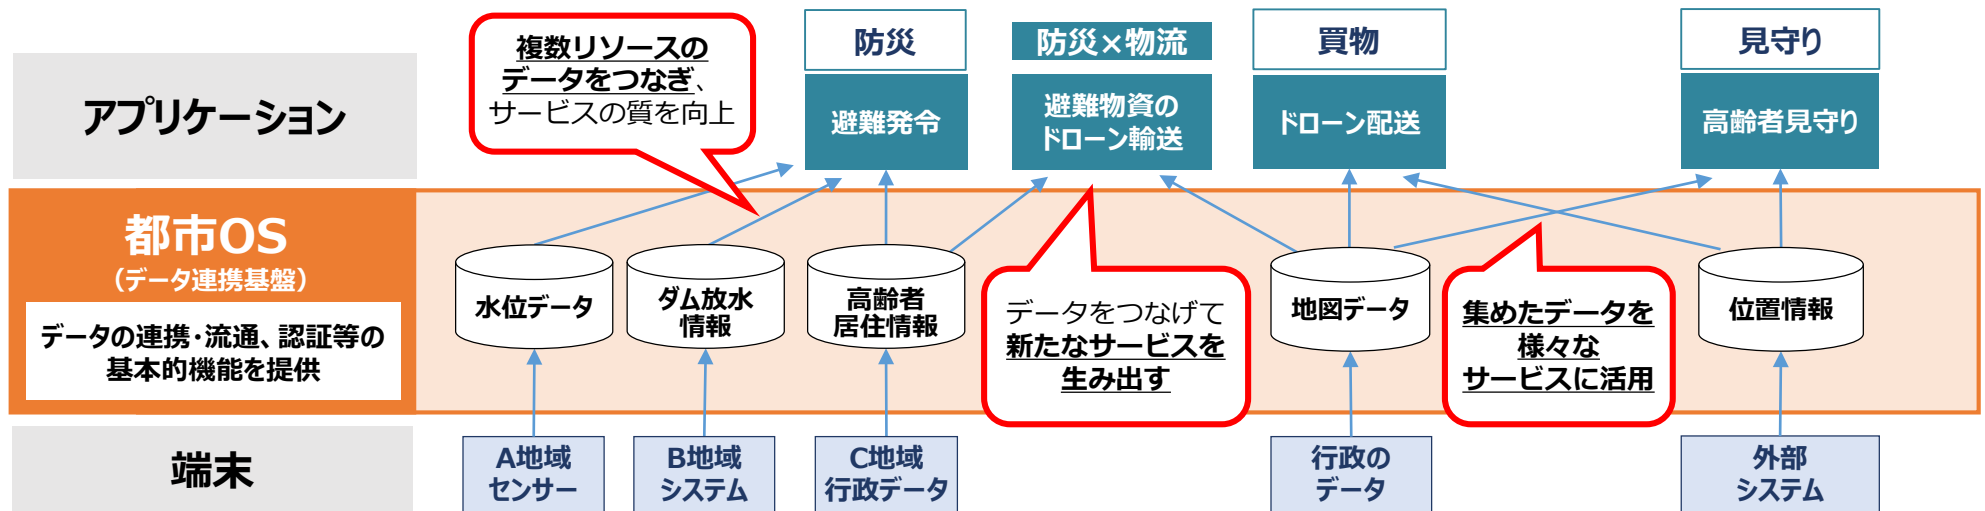 アプリケーション
複数リソースの
データをつなぎ、
サービスの質を向上
防災
避難発令
防災×物流
避難物資の
ドローン輸送
買物
ドローン配送
見守り
高齢者見守り
都市OS
（データ連携基盤）
データの連携・流通、認証等の
基本的機能を提供
水位データ
ダム放水
情報
高齢者
居住情報
データをつなげて
新たなサービスを
生み出す
地図データ
集めたデータを
様々な
サービスに活用
位置情報
端末
A地域
センサー
B地域
システム
C地域
行政データ
行政の
データ
外部
システム